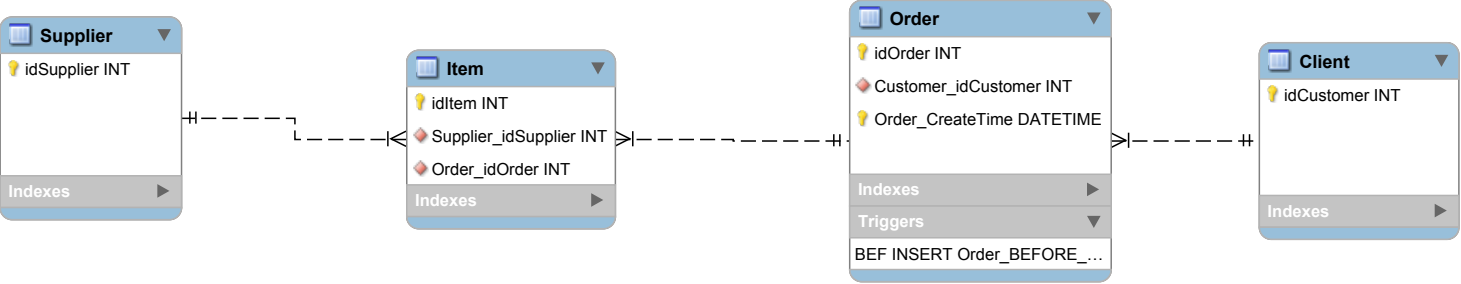 Supplier
idSupplier INT
Indexes
Item
idItem INT
Supplier_idSupplier INT
Order_idOrder INT
Indexes
Order
idOrder INT
Customer_idCustomer INT
Order_CreateTime DATETIME
Indexes
Triggers
BEF INSERT Order_BEFORE_…
Client
idCustomer INT
Indexes